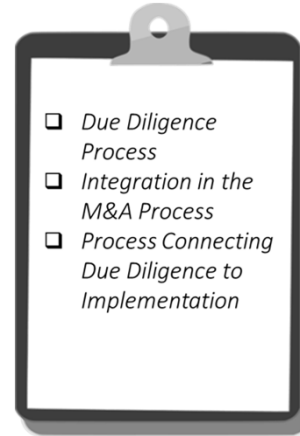 ❑ Due Diligence
Process
❑ Integration in the
M&A Process
❑ Process Connecting
Due Diligence to
Implementation